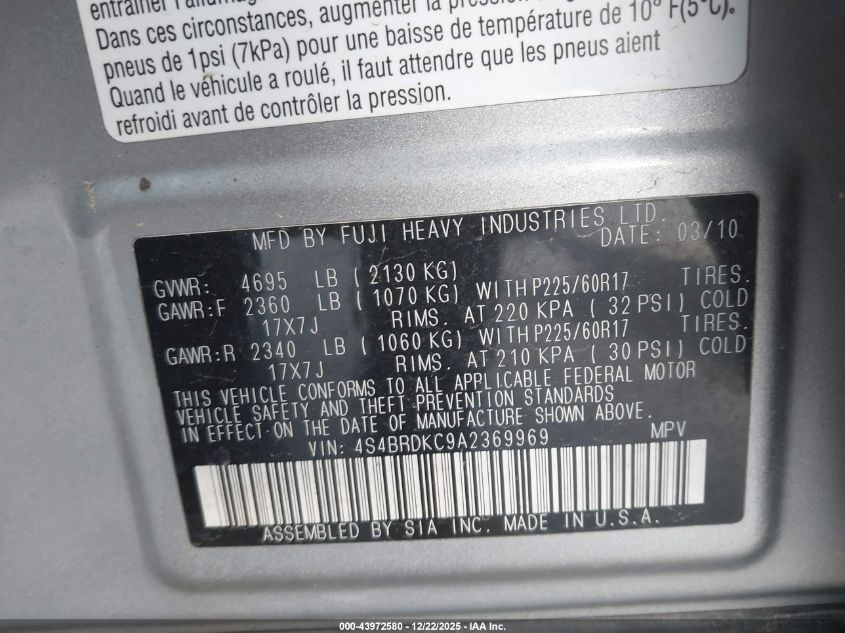 entraîner l'allumag
Dans ces circonstances, augmenter la pression
pneus de 1psi (7kPa) pour une baisse de température de 10° F(5°C).
Quand le véhicule a roulé, il faut attendre que les pneus aient
refroidi avant de contrôler la pression.
MFD BY FUJI HEAVY INDUSTRIES LTD.
DATE: 03/10
GVWR: 4695 LB ( 2130 KG)
GAWR:F 2360 LB ( 1070 KG) WITH P225/60R17 TIRES.
17X7J RIMS. AT 220 KPA ( 32 PSI) COLD
GAWR:R 2340 LB ( 1060 KG) WITH P225/60R17 TIRES.
17X7J RIMS. AT 210 KPA ( 30 PSI) COLD
THIS VEHICLE CONFORMS TO ALL APPLICABLE FEDERAL MOTOR
VEHICLE SAFETY AND THEFT PREVENTION STANDARDS
IN EFFECT ON THE DATE OF MANUFACTURE SHOWN ABOVE.
VIN: 4S4BRDKC9A2369969 MPV
ASSEMBLED BY SIA INC. MADE IN U.S.A.
000-43972580 - 12/22/2025 - IAA Inc.